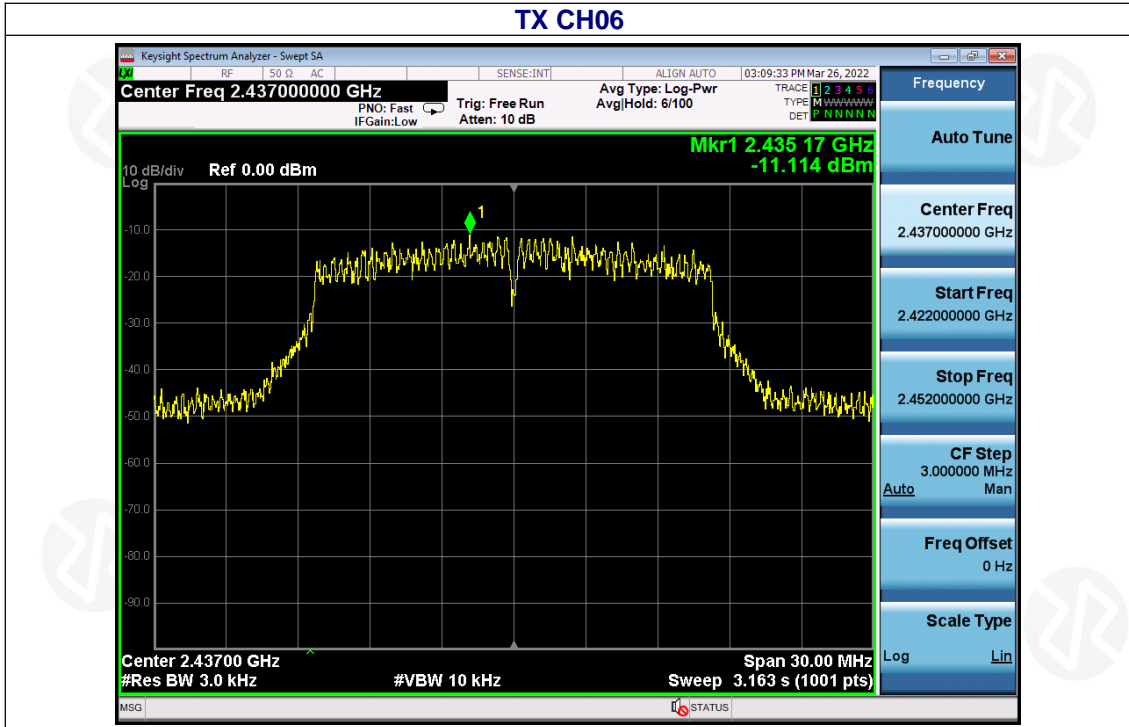 TX CH06
Keysight Spectrum Analyzer - Swept SA
LXI RF 50 Ω AC SENSE:INT ALIGN AUTO 03:09:33 PM Mar 26, 2022
Center Freq 2.437000000 GHz
PNO: Fast
IFGain:Low
Trig: Free Run
Atten: 10 dB
Avg Type: Log-Pwr
Avg|Hold: 6/100
TRACE 1 2 3 4 5 6
TYPE M WWWWW
DET P N N N N N
Mkr1 2.435 17 GHz
-11.114 dBm
10 dB/div Ref 0.00 dBm
Log
1
-10.0
-20.0
-30.0
-40.0
-50.0
-60.0
-70.0
-80.0
-90.0
Center 2.43700 GHz Span 30.00 MHz
#Res BW 3.0 kHz #VBW 10 kHz Sweep 3.163 s (1001 pts)
MSG STATUS
Frequency
Auto Tune
Center Freq
2.437000000 GHz
Start Freq
2.422000000 GHz
Stop Freq
2.452000000 GHz
CF Step
3.000000 MHz
Auto Man
Freq Offset
0 Hz
Scale Type
Log Lin